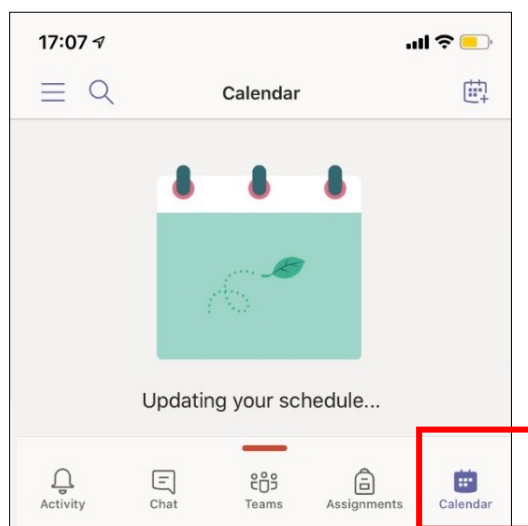 17:07
Calendar
Updating your schedule...
Activity Chat Teams Assignments Calendar